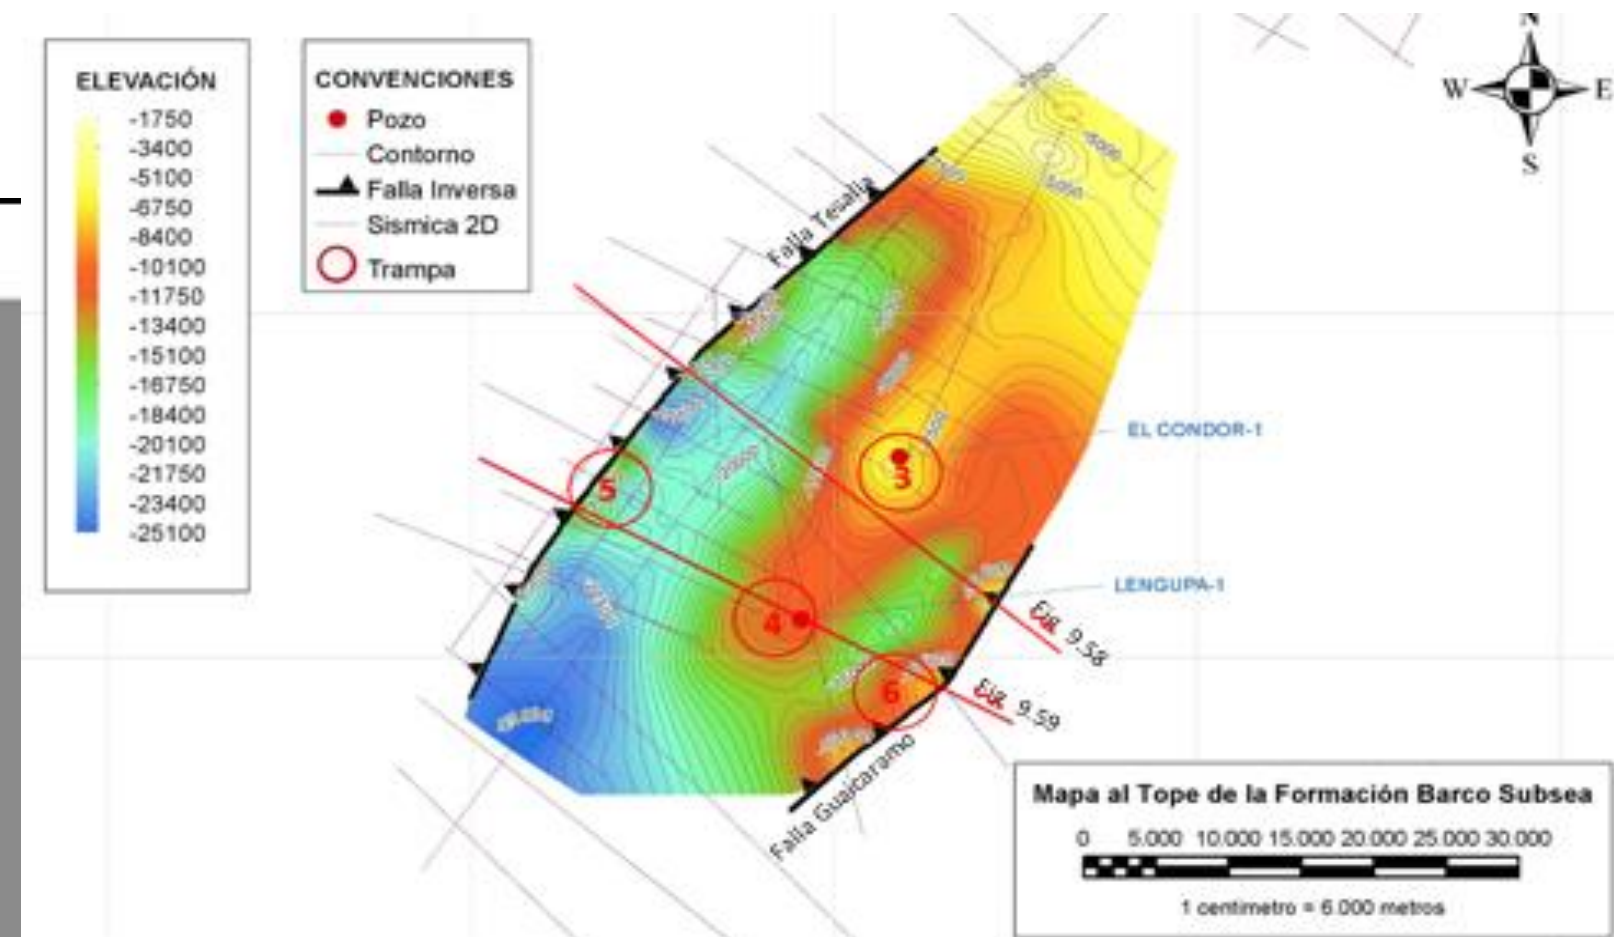 N
W
E
S
ELEVACIÓN
-1750
-3400
-5100
-6750
-8400
-10100
-11750
-13400
-15100
-16750
-18400
-20100
-21750
-23400
-25100
CONVENCIONES
Pozo
Contorno
Falla Inversa
Sismica 2D
Trampa
Falla Tesalia
5
3
4
6
EL CONDOR-1
LENGUPA-1
9.58
9.59
Falla Guaicaramo
Mapa al Tope de la Formación Barco Subsea
0 5.000 10.000 15.000 20.000 25.000 30.000
1 centimetro = 6.000 metros